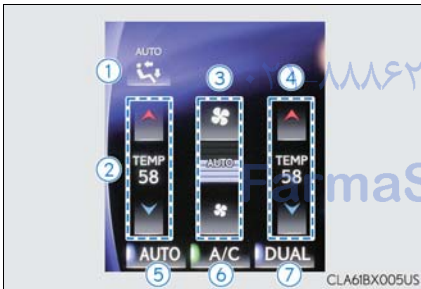 AUTO
1
3
4
2
TEMP
58
AUTO
TEMP
58
AUTO
A/C
DUAL
5
6
7
CLA61BX005US